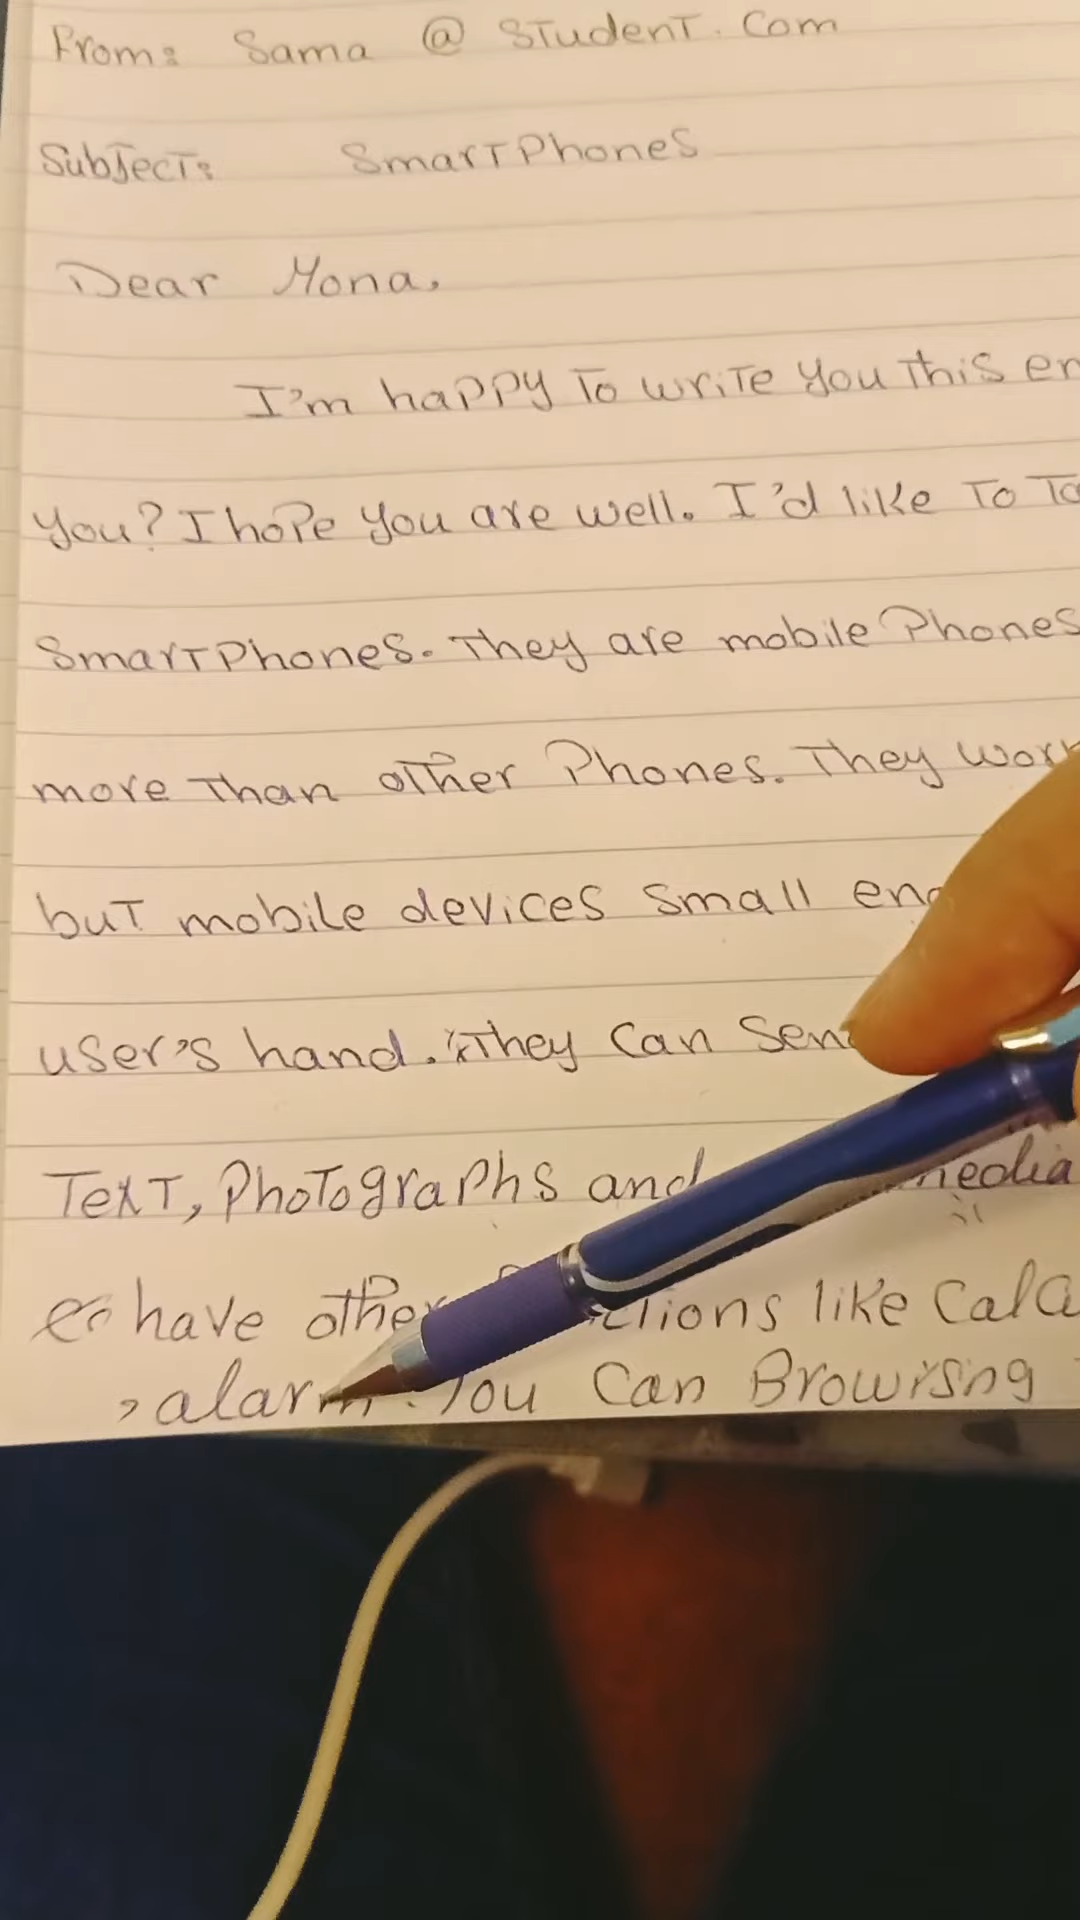 From: Sama @ Student.Com
Subject: SmartPhones
Dear Mona,
I'm happy To write you this
you? I hope you are well. I'd like To
SmartPhones. They are mobile Phones
more Than other Phones. They
but mobile devices small
user's hand. They Can
Text, Photographs and
have other like
, alarm. You Can Browisng